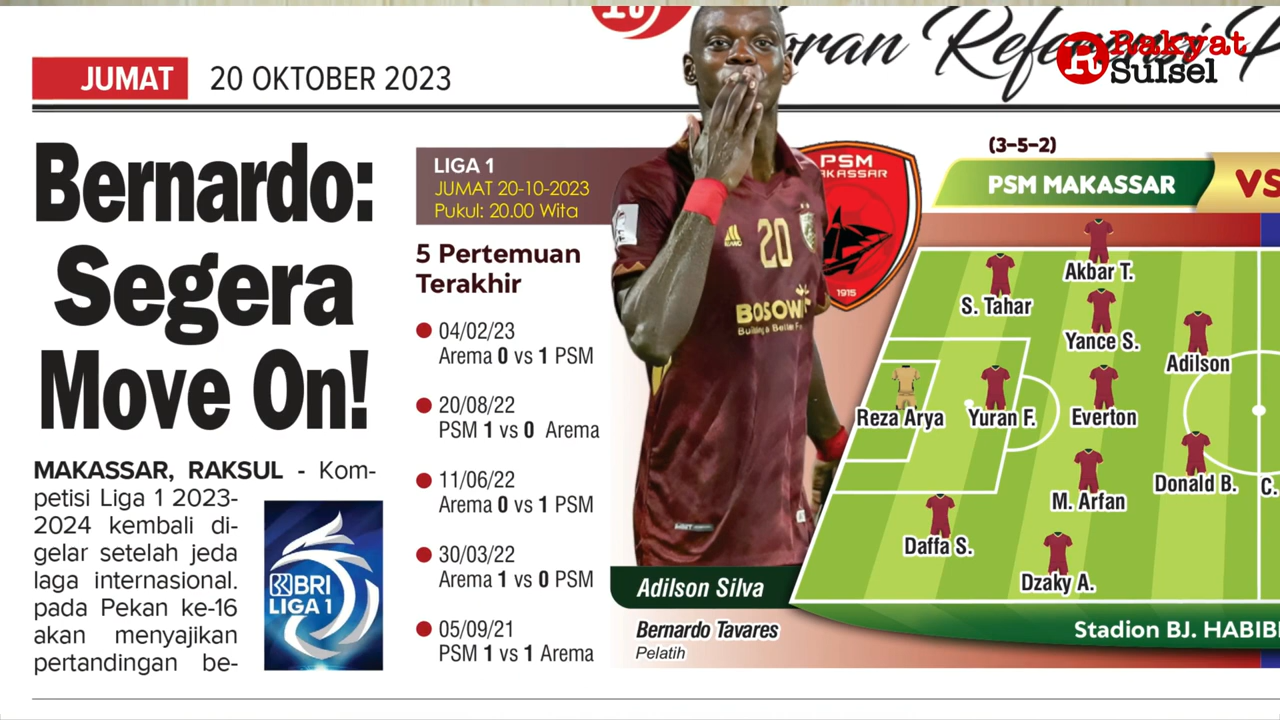 Koran Referensi
Rakyat
Sulsel
JUMAT 20 OKTOBER 2023
Bernardo:
Segera
Move On!
MAKASSAR, RAKSUL - Kom-
petisi Liga 1 2023-
2024 kembali di-
gelar setelah jeda
laga internasional.
pada Pekan ke-16
akan menyajikan
pertandingan be-
BRI
LIGA 1
LIGA 1
JUMAT 20-10-2023
Pukul: 20.00 Wita
5 Pertemuan
Terakhir
04/02/23
Arema 0 vs 1 PSM
20/08/22
PSM 1 vs 0 Arema
11/06/22
Arema 0 vs 1 PSM
30/03/22
Arema 1 vs 0 PSM
05/09/21
PSM 1 vs 1 Arema
20
BOSOWA
PSM
MAKASSAR
1915
Adilson Silva
Bernardo Tavares
Pelatih
(3-5-2)
PSM MAKASSAR VS
Akbar T.
S. Tahar
Yance S.
Adilson
Reza Arya
Yuran F.
Everton
Donald B.
C.
M. Arfan
Daffa S.
Dzaky A.
Stadion BJ. HABIBI